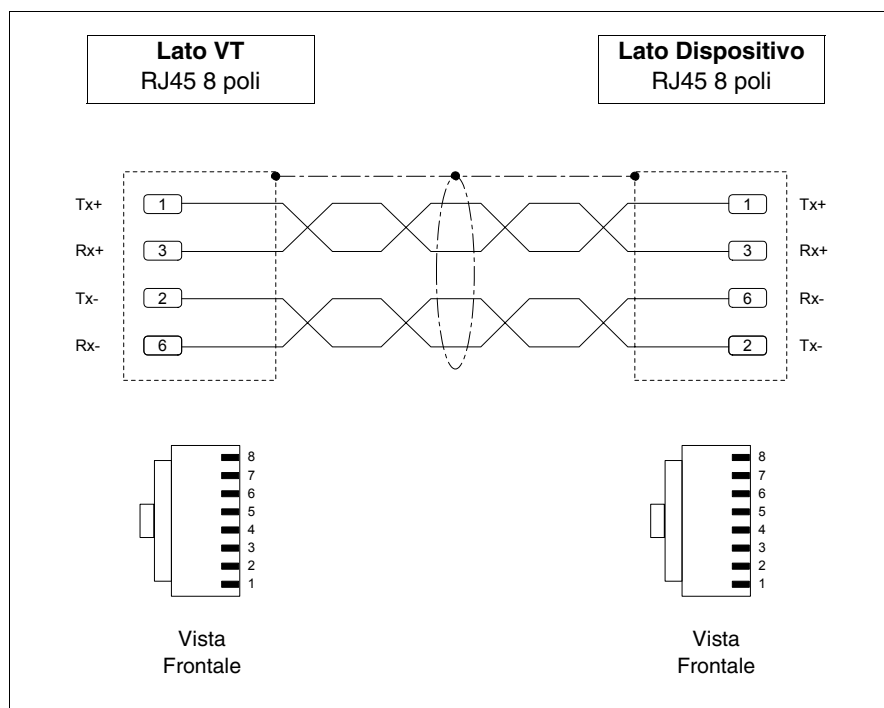 Lato VT
RJ45 8 poli
Lato Dispositivo
RJ45 8 poli
Tx+ 1 1 Tx+
Rx+ 3 3 Rx+
Tx- 2 6 Rx-
Rx- 6 2 Tx-
8 8
7 7
6 6
5 5
4 4
3 3
2 2
1 1
Vista
Frontale
Vista
Frontale